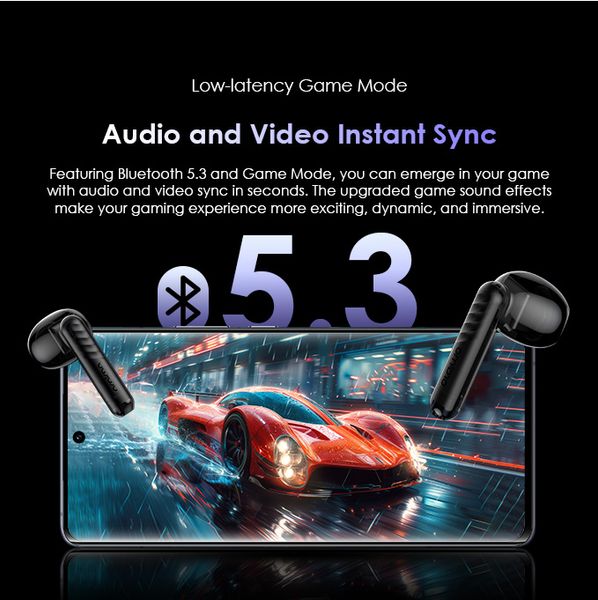 Low-latency Game Mode
Audio and Video Instant Sync
Featuring Bluetooth 5.3 and Game Mode, you can emerge in your game
with audio and video sync in seconds. The upgraded game sound effects
make your gaming experience more exciting, dynamic, and immersive.
5.3